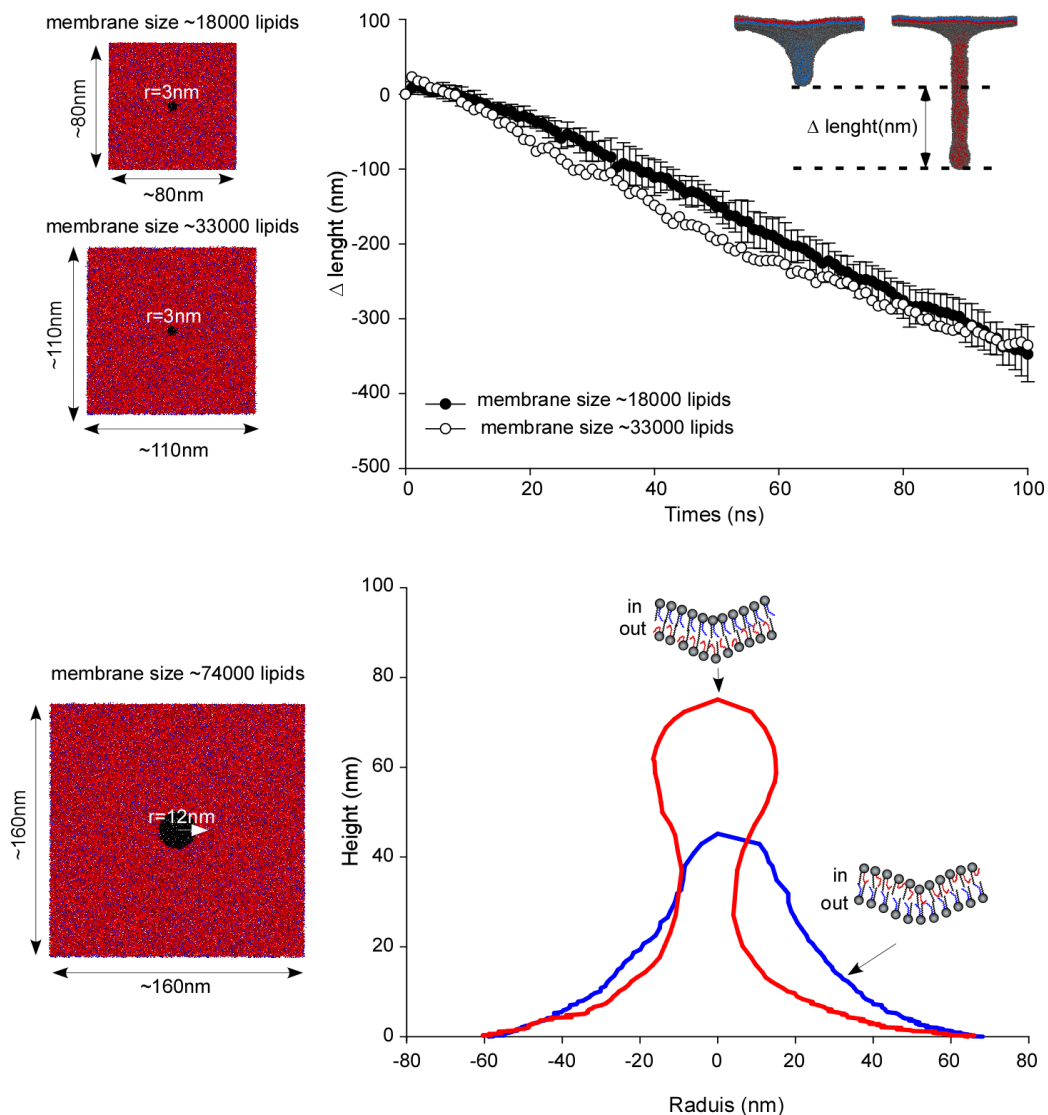 membrane size ~18000 lipids
~80nm
r=3nm
~80nm
membrane size ~33000 lipids
~110nm
r=3nm
~110nm
100
0
-100
-200
-300
-400
-500
Δ lenght (nm)
0
20
40
60
80
100
Times (ns)
Δ lenght(nm)
membrane size ~18000 lipids
membrane size ~33000 lipids
membrane size ~74000 lipids
~160nm
r=12nm
~160nm
100
80
60
40
20
0
Height (nm)
-80
-60
-40
-20
0
20
40
60
80
Raduis (nm)
in
out
in
out